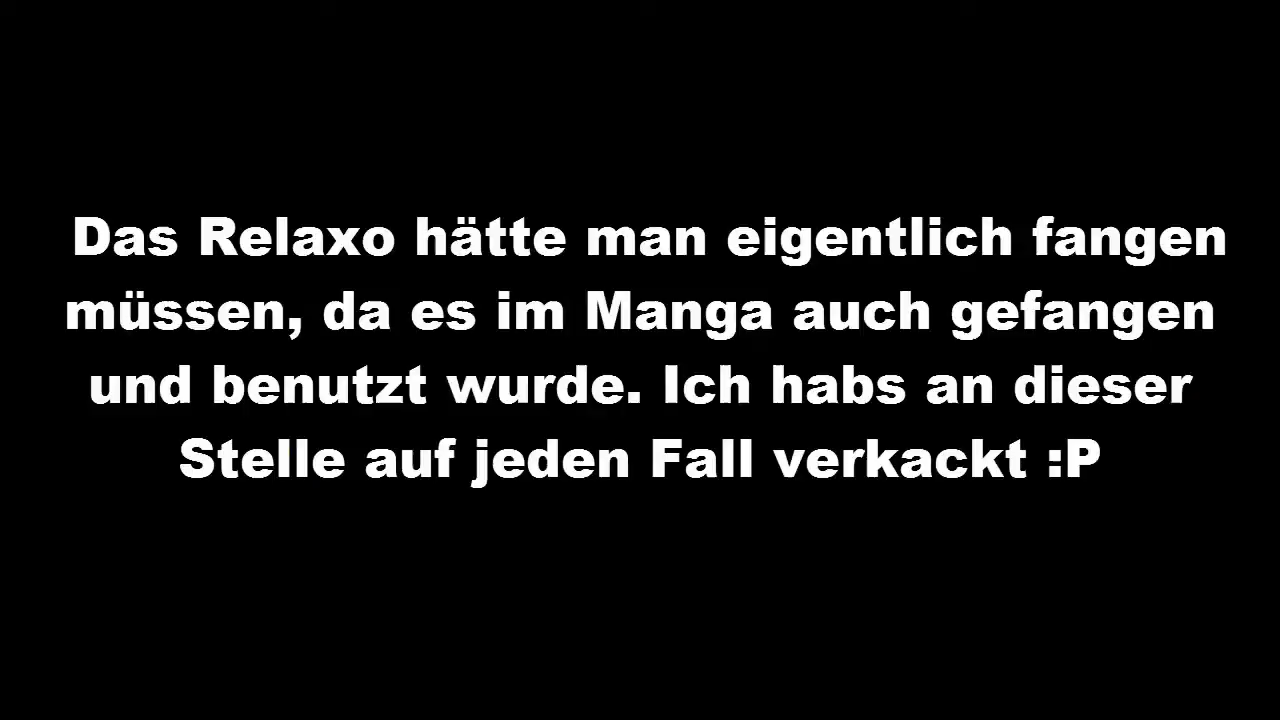 Das Relaxo hätte man eigentlich fangen
müssen, da es im Manga auch gefangen
und benutzt wurde. Ich habs an dieser
Stelle auf jeden Fall verkackt :P